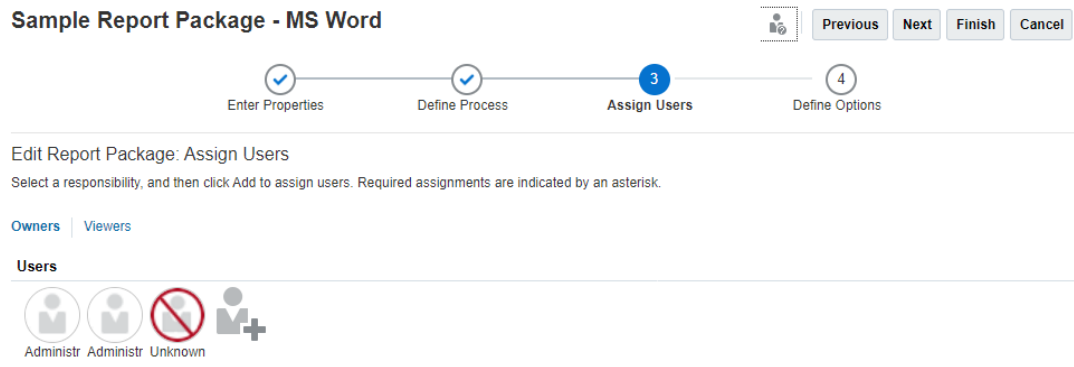 Sample Report Package - MS Word
Previous Next Finish Cancel
3 4
Enter Properties Define Process Assign Users Define Options
Edit Report Package: Assign Users
Select a responsibility, and then click Add to assign users. Required assignments are indicated by an asterisk.
Owners Viewers
Users
Administr Administr Unknown